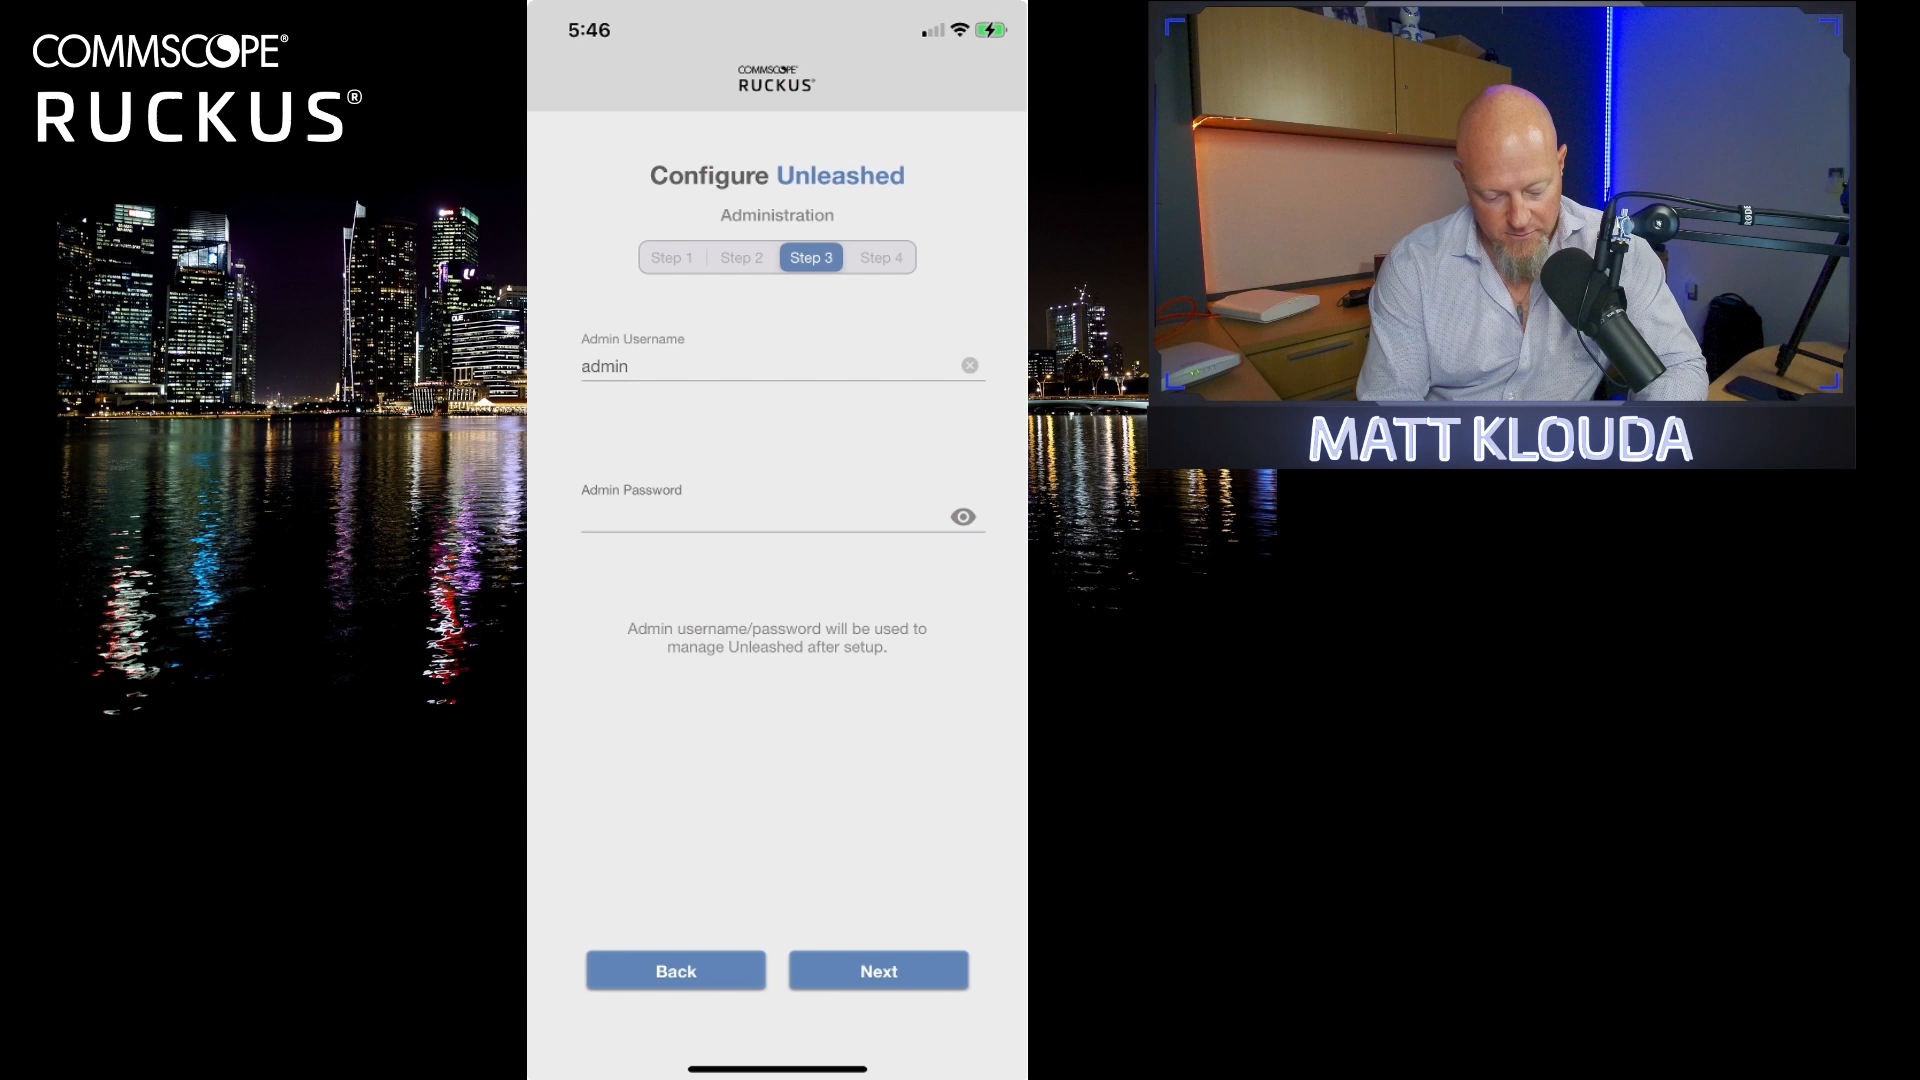 COMMSCOPE®
RUCKUS®
5:46
COMMSCOPE®
RUCKUS®
Configure Unleashed
Administration
Step 1 Step 2 Step 3 Step 4
Admin Username
admin
Admin Password
Admin username/password will be used to
manage Unleashed after setup.
Back Next
RODE
MATT KLOUDA